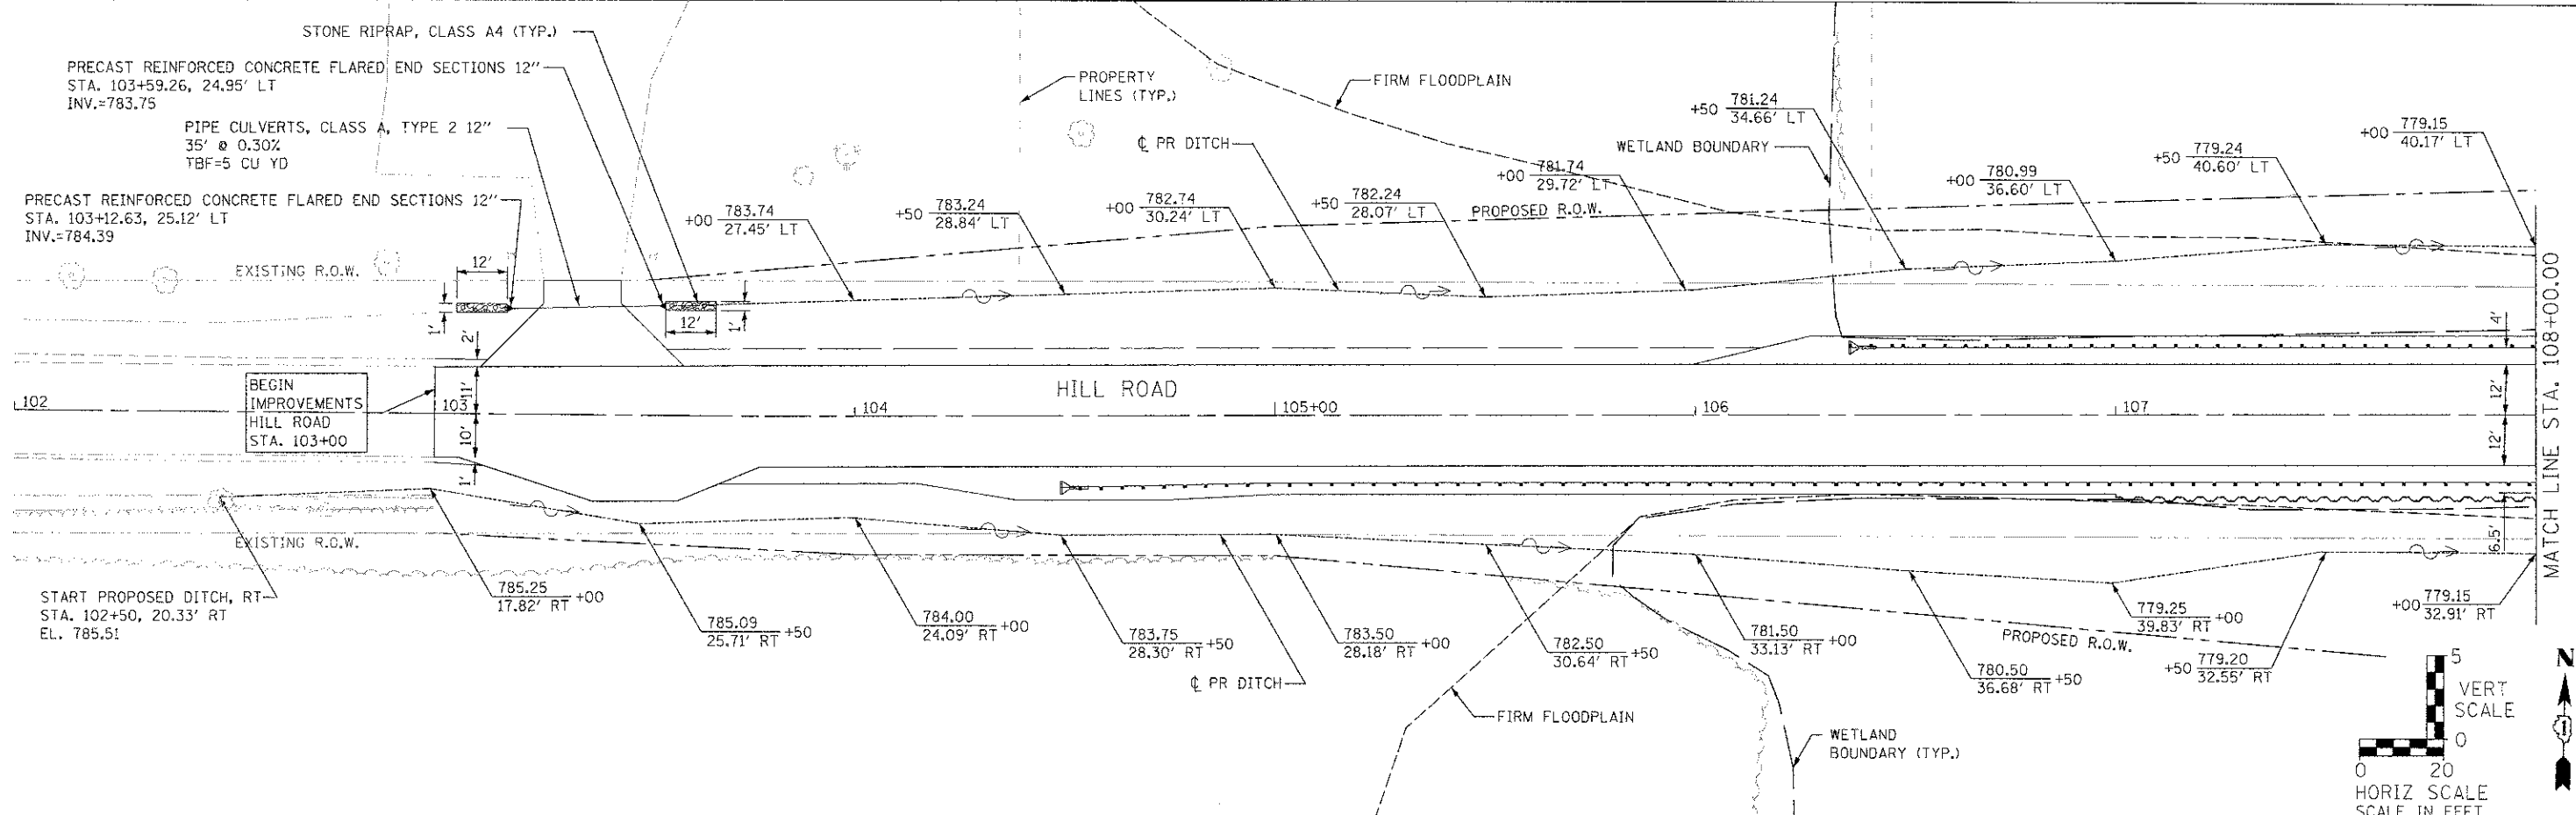 STONE RIPRAP, CLASS A4 (TYP.)
PRECAST REINFORCED CONCRETE FLARED END SECTIONS 12"
STA. 103+59.26, 24.95' LT
INV.=783.75
PIPE CULVERTS, CLASS A, TYPE 2 12"
35' @ 0.30%
TBF=5 CU YD
PRECAST REINFORCED CONCRETE FLARED END SECTIONS 12"
STA. 103+12.63, 25.12' LT
INV.=784.39
PROPERTY
LINES (TYP.)
FIRM FLOODPLAIN
℄ PR DITCH
WETLAND BOUNDARY
+00 783.74
27.45' LT
+50 783.24
28.84' LT
+00 782.74
30.24' LT
+50 782.24
28.07' LT
+00 781.74
29.72' LT
+50 781.24
34.66' LT
+00 780.99
36.60' LT
+50 779.24
40.60' LT
+00 779.15
40.17' LT
PROPOSED R.O.W.
EXISTING R.O.W.
12'
1'
12'
1'
2'
11'
10'
1'
4'
12'
12'
6.5'
BEGIN
IMPROVEMENTS
HILL ROAD
STA. 103+00
HILL ROAD
102
103
104
105+00
106
107
MATCH LINE STA. 108+00.00
EXISTING R.O.W.
START PROPOSED DITCH, RT
STA. 102+50, 20.33' RT
EL. 785.51
785.25 +00
17.82' RT
785.09 +50
25.71' RT
784.00 +00
24.09' RT
783.75 +50
28.30' RT
783.50 +00
28.18' RT
782.50 +50
30.64' RT
781.50 +00
33.13' RT
780.50 +50
36.68' RT
779.25 +00
39.83' RT
+50 779.20
32.55' RT
+00 779.15
32.91' RT
℄ PR DITCH
PROPOSED R.O.W.
FIRM FLOODPLAIN
WETLAND
BOUNDARY (TYP.)
5
VERT
SCALE
0
0 20
HORIZ SCALE
SCALE IN FEET
N
1